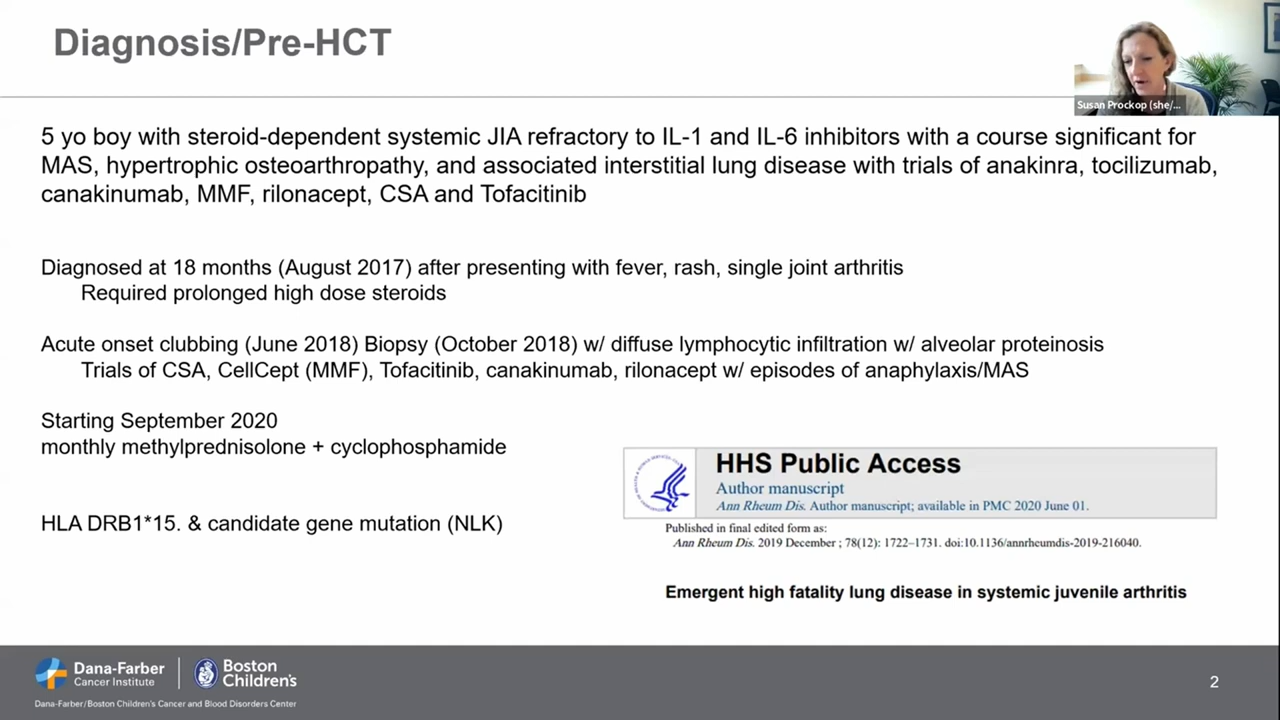 Diagnosis/Pre-HCT
Susan Prockop (she/...
5 yo boy with steroid-dependent systemic JIA refractory to IL-1 and IL-6 inhibitors with a course significant for
MAS, hypertrophic osteoarthropathy, and associated interstitial lung disease with trials of anakinra, tocilizumab,
canakinumab, MMF, rilonacept, CSA and Tofacitinib
Diagnosed at 18 months (August 2017) after presenting with fever, rash, single joint arthritis
Required prolonged high dose steroids
Acute onset clubbing (June 2018) Biopsy (October 2018) w/ diffuse lymphocytic infiltration w/ alveolar proteinosis
Trials of CSA, CellCept (MMF), Tofacitinib, canakinumab, rilonacept w/ episodes of anaphylaxis/MAS
Starting September 2020
monthly methylprednisolone + cyclophosphamide
HLA DRB1*15. & candidate gene mutation (NLK)
HHS Public Access
Author manuscript
Ann Rheum Dis. Author manuscript; available in PMC 2020 June 01.
Published in final edited form as:
Ann Rheum Dis. 2019 December ; 78(12): 1722–1731. doi:10.1136/annrheumdis-2019-216040.
Emergent high fatality lung disease in systemic juvenile arthritis
Dana-Farber
Cancer Institute
Boston
Children's
Dana-Farber/Boston Children's Cancer and Blood Disorders Center
2